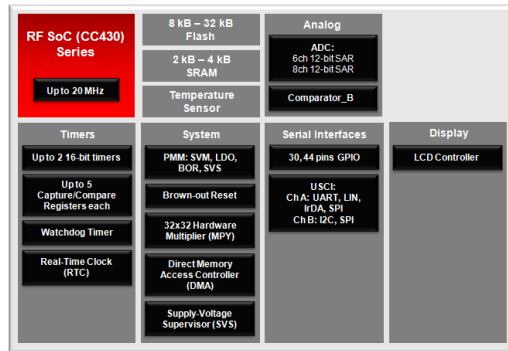 RF SoC (CC430)
Series
Up to 20 MHz
8 kB – 32 kB
Flash
2 kB – 4 kB
SRAM
Temperature
Sensor
Analog
ADC:
6ch 12-bit SAR
8ch 12-bit SAR
Comparator_B
Timers
Up to 2 16-bit timers
Up to 5
Capture/Compare
Registers each
Watchdog Timer
Real-Time Clock
(RTC)
System
PMM: SVM, LDO,
BOR, SVS
Brown-out Reset
32x32 Hardware
Multiplier (MPY)
Direct Memory
Access Controller
(DMA)
Supply-Voltage
Supervisor (SVS)
Serial Interfaces
30, 44 pins GPIO
USCI:
Ch A: UART, LIN,
IrDA, SPI
Ch B: I2C, SPI
Display
LCD Controller